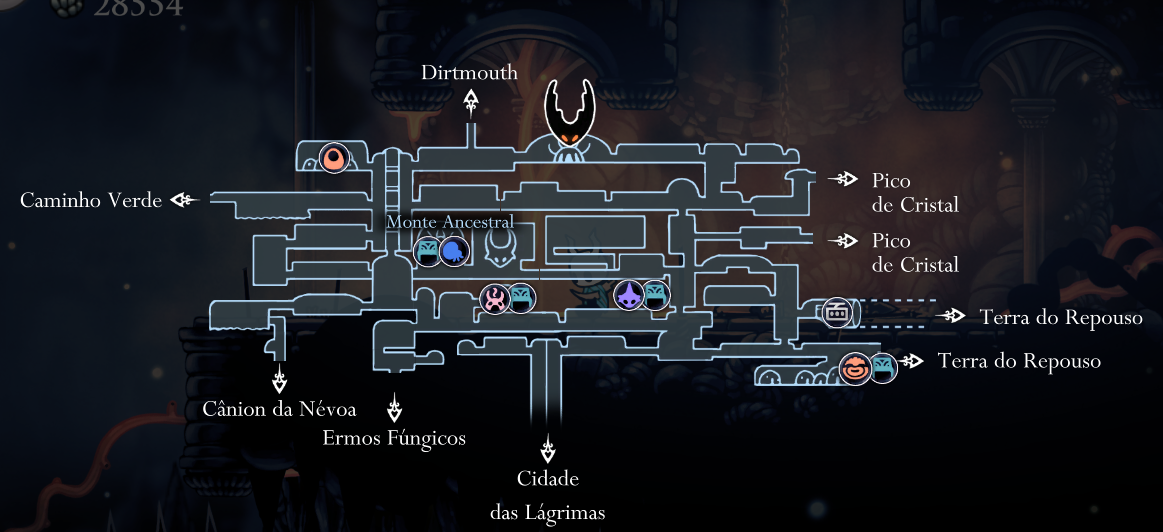 28554
Dirtmouth
Caminho Verde
Pico
de Cristal
Monte Ancestral
Pico
de Cristal
Terra do Repouso
Terra do Repouso
Cânion da Névoa
Ermos Fúngicos
Cidade
das Lágrimas